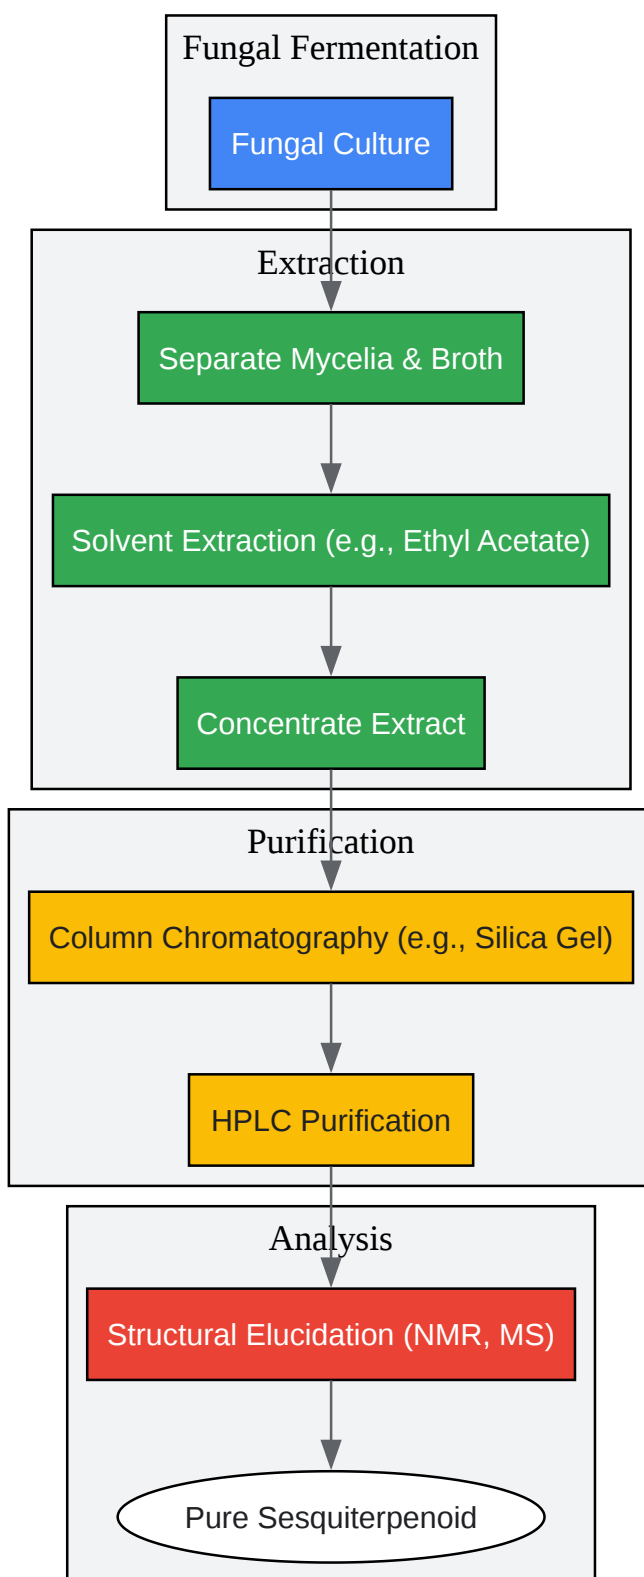 Fungal Fermentation
Fungal Culture
Extraction
Separate Mycelia & Broth
Solvent Extraction (e.g., Ethyl Acetate)
Concentrate Extract
Purification
Column Chromatography (e.g., Silica Gel)
HPLC Purification
Analysis
Structural Elucidation (NMR, MS)
Pure Sesquiterpenoid